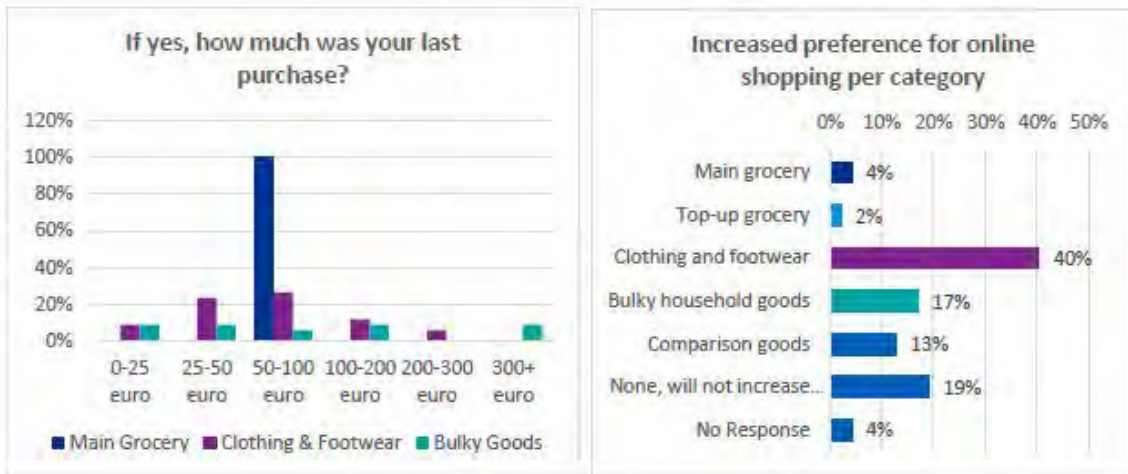 If yes, how much was your last
purchase?
120%
100%
80%
60%
40%
20%
0%
0-25
euro
25-50
euro
50-100
euro
100-200
euro
200-300
euro
300+
euro
Main Grocery
Clothing & Footwear
Bulky Goods
Increased preference for online
shopping per category
0% 10% 20% 30% 40% 50%
Main grocery 4%
Top-up grocery 2%
Clothing and footwear 40%
Bulky household goods 17%
Comparison goods 13%
None, will not increase.. 19%
No Response 4%